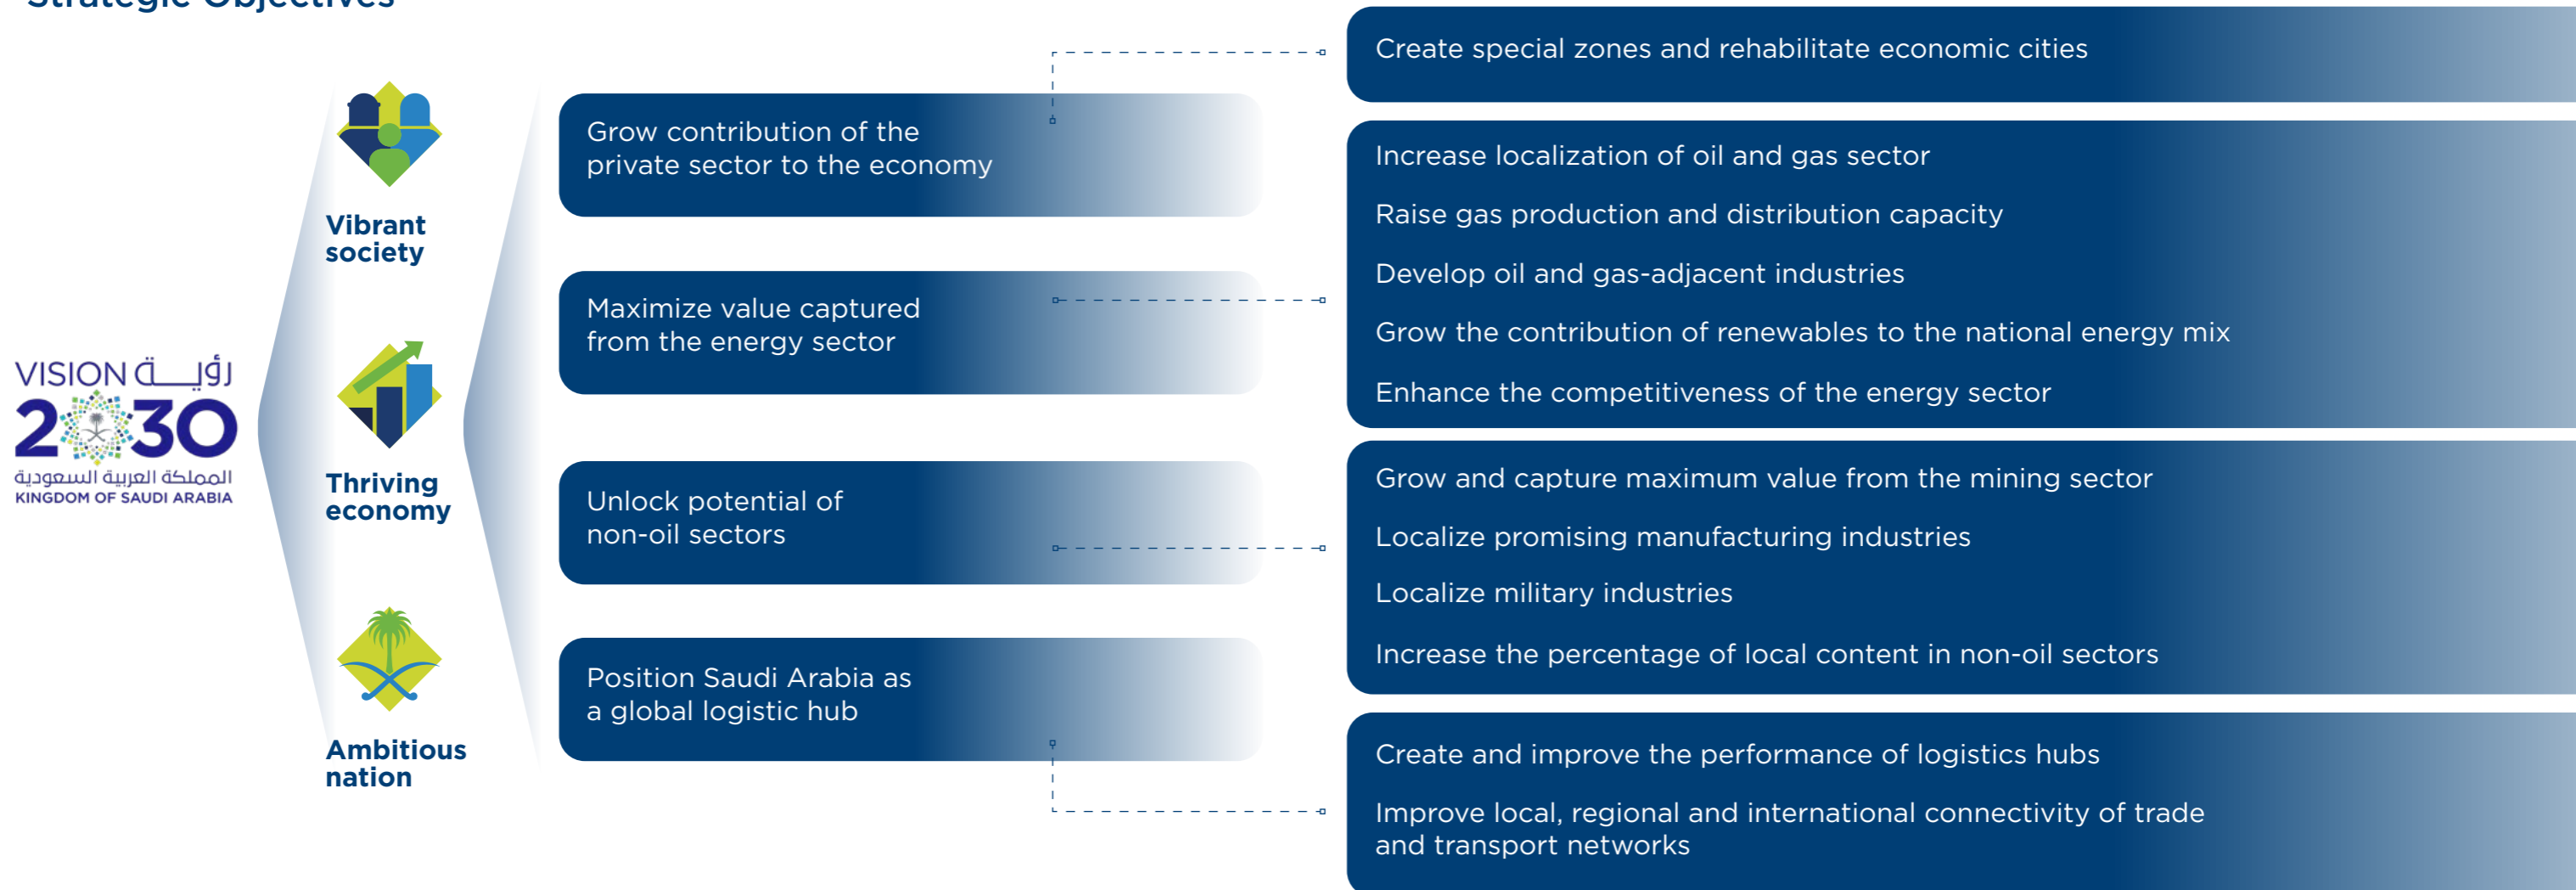 Strategic Objectives
VISION رؤيـــة
2030
المملكة العربية السعودية
KINGDOM OF SAUDI ARABIA
Vibrant
society
Thriving
economy
Ambitious
nation
Grow contribution of the
private sector to the economy
Maximize value captured
from the energy sector
Unlock potential of
non-oil sectors
Position Saudi Arabia as
a global logistic hub
Create special zones and rehabilitate economic cities
Increase localization of oil and gas sector
Raise gas production and distribution capacity
Develop oil and gas-adjacent industries
Grow the contribution of renewables to the national energy mix
Enhance the competitiveness of the energy sector
Grow and capture maximum value from the mining sector
Localize promising manufacturing industries
Localize military industries
Increase the percentage of local content in non-oil sectors
Create and improve the performance of logistics hubs
Improve local, regional and international connectivity of trade
and transport networks